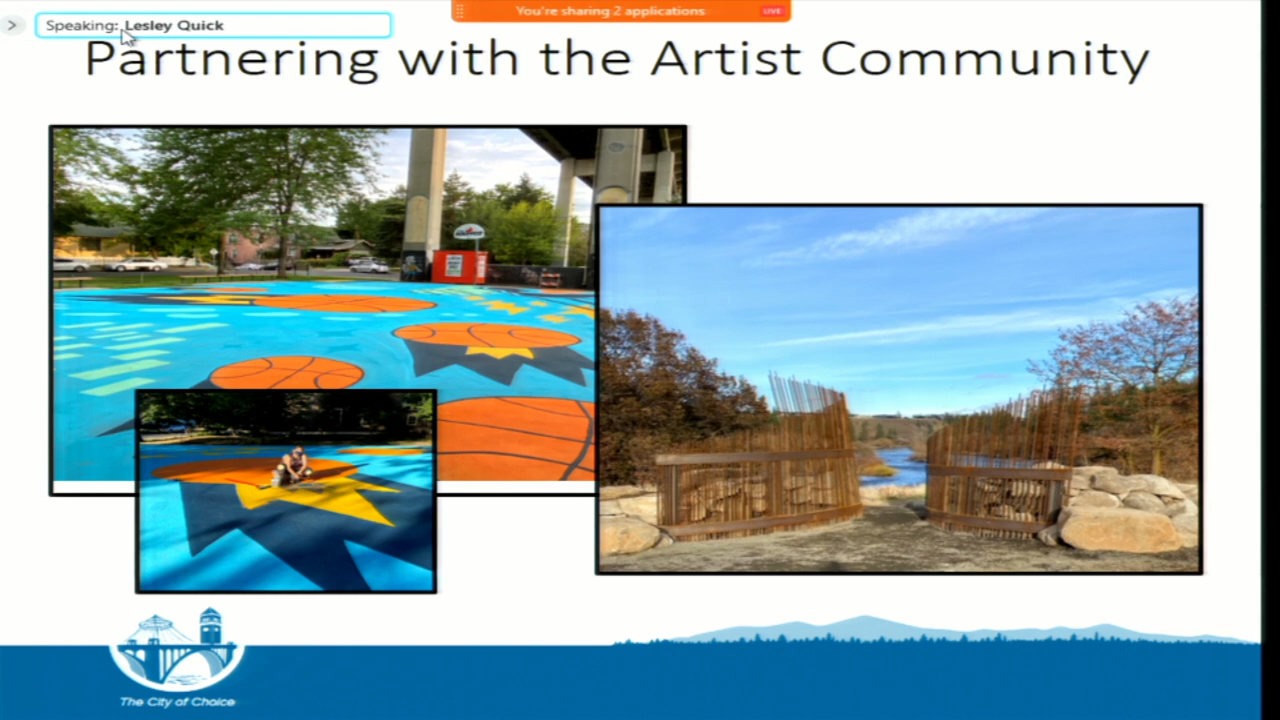 You're sharing 2 applications
LIVE
Speaking: Lesley Quick
Partnering with the Artist Community
The City of Choice